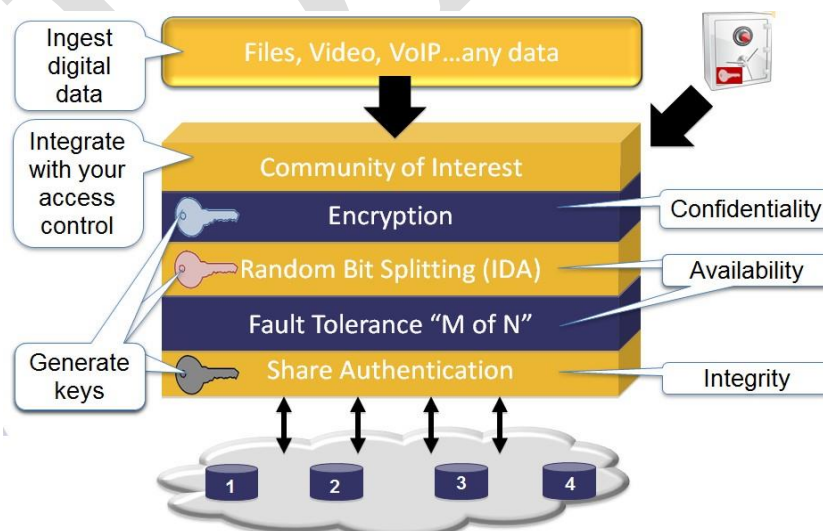 Ingest
digital
data
Files, Video, VoIP...any data
Integrate
with your
access
control
Community of Interest
Encryption
Confidentiality
Random Bit Splitting (IDA)
Availability
Fault Tolerance “M of N”
Generate
keys
Share Authentication
Integrity
1
2
3
4